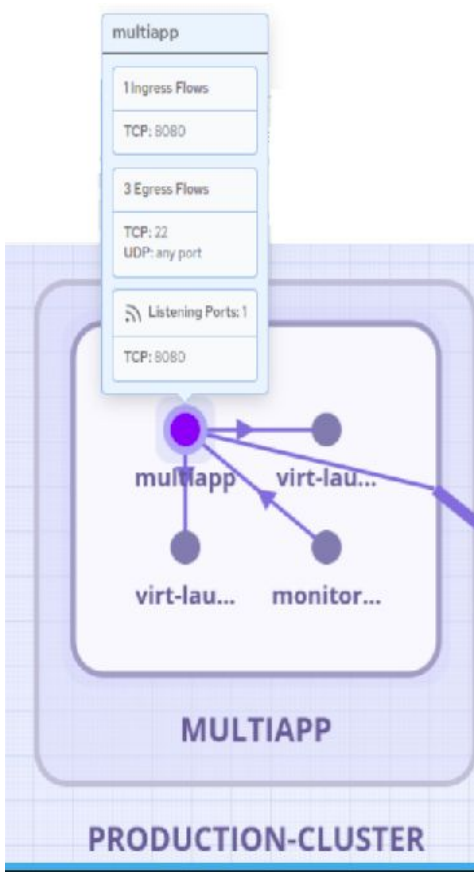 multiapp
1 Ingress Flows
TCP: 8080
3 Egress Flows
TCP: 22
UDP: any port
Listening Ports: 1
TCP: 8080
multiapp
virt-lau...
virt-lau...
monitor...
MULTIAPP
PRODUCTION-CLUSTER